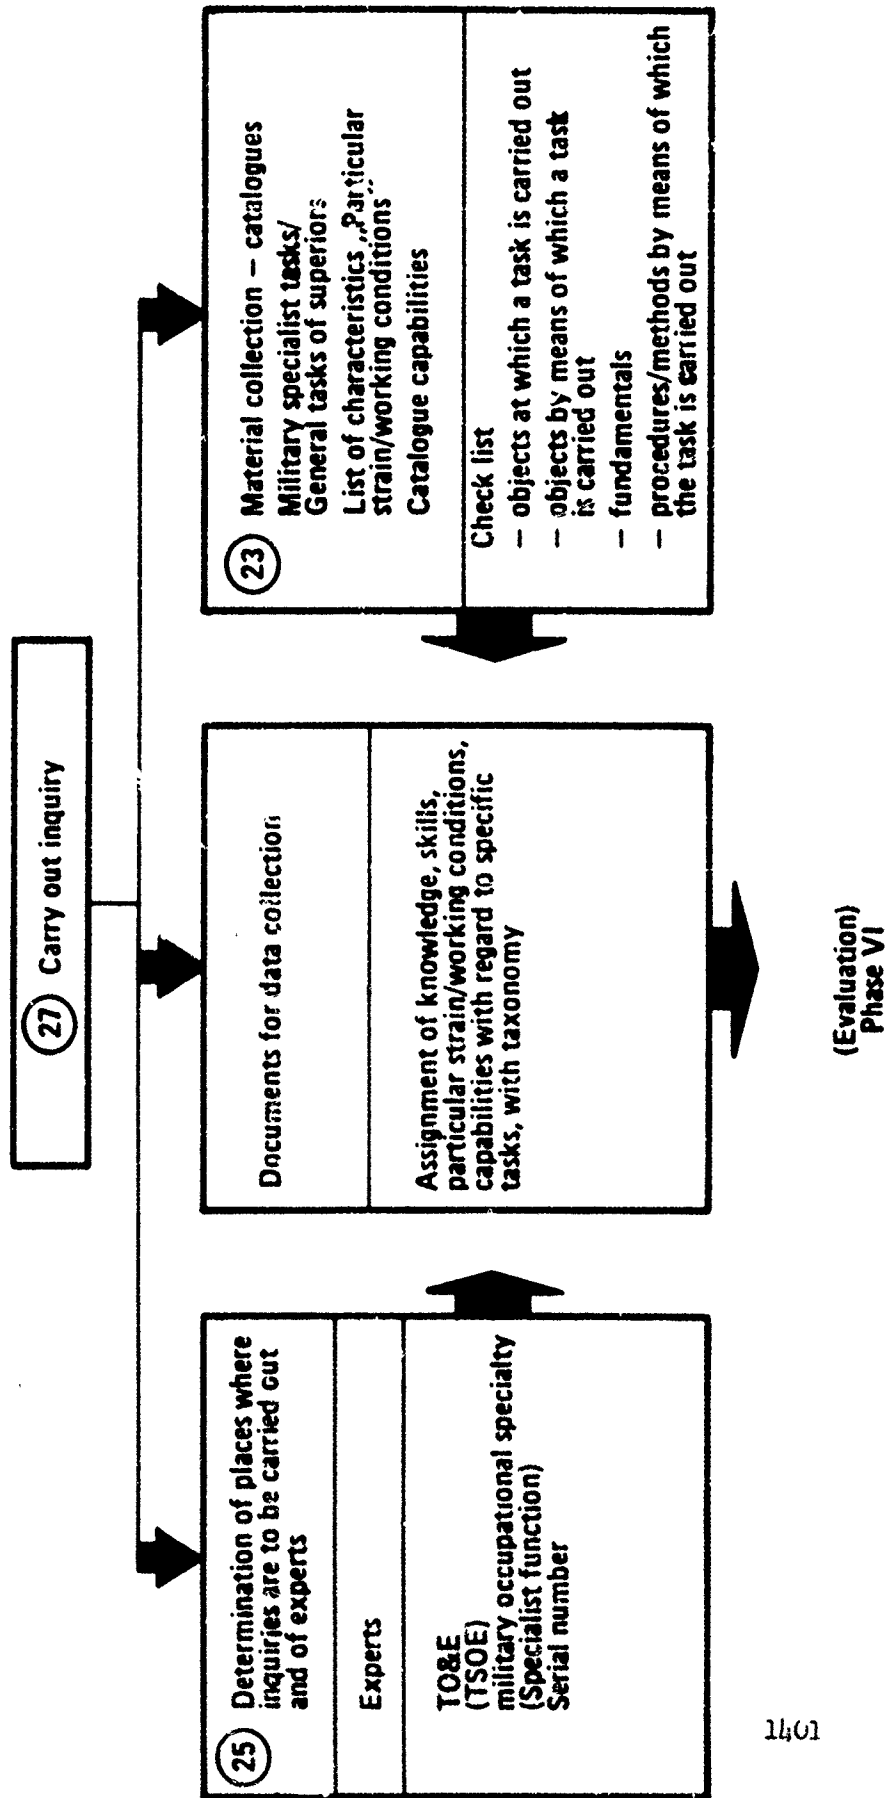 27 Carry out inquiry
25 Determination of places where
inquiries are to be carried out
and of experts
Experts
TO&E
(TSOE)
military occupational specialty
(Specialist function)
Serial number
Documents for data collection
Assignment of knowledge, skills,
particular strain/working conditions,
capabilities with regard to specific
tasks, with taxonomy
23 Material collection – catalogues
Military specialist tasks/
General tasks of superiors
List of characteristics „Particular
strain/working conditions"
Catalogue capabilities
Check list
– objects at which a task is carried out
– objects by means of which a task
is carried out
– fundamentals
– procedures/methods by means of which
the task is carried out
(Evaluation)
Phase VI
1401